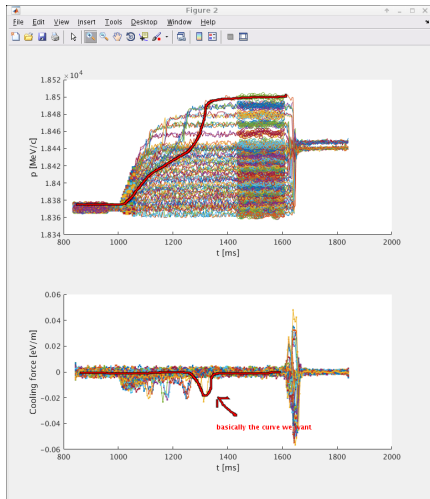 Figure 2
File Edit View Insert Tools Desktop Window Help
×10⁴
1.852
1.85
1.848
1.846
1.844
1.842
1.84
1.838
1.836
1.834
p [MeV/c]
800 1000 1200 1400 1600 1800 2000
t [ms]
0.06
0.04
0.02
0
-0.02
-0.04
-0.06
Cooling force [eV/m]
basically the curve we want
800 1000 1200 1400 1600 1800 2000
t [ms]